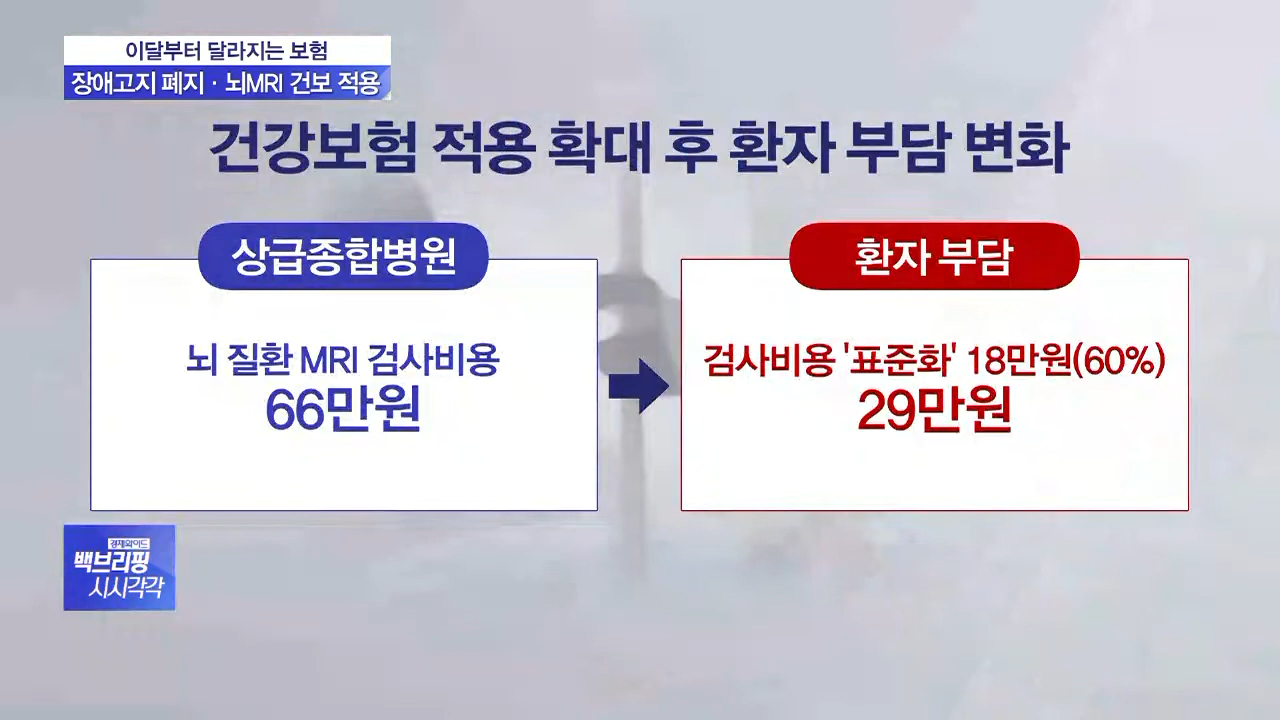 이달부터 달라지는 보험
장애고지 폐지 · 뇌MRI 건보 적용
건강보험 적용 확대 후 환자 부담 변화
상급종합병원
뇌 질환 MRI 검사비용
66만원
환자 부담
검사비용 '표준화' 18만원(60%)
29만원
경제와이드
백브리핑
시시각각